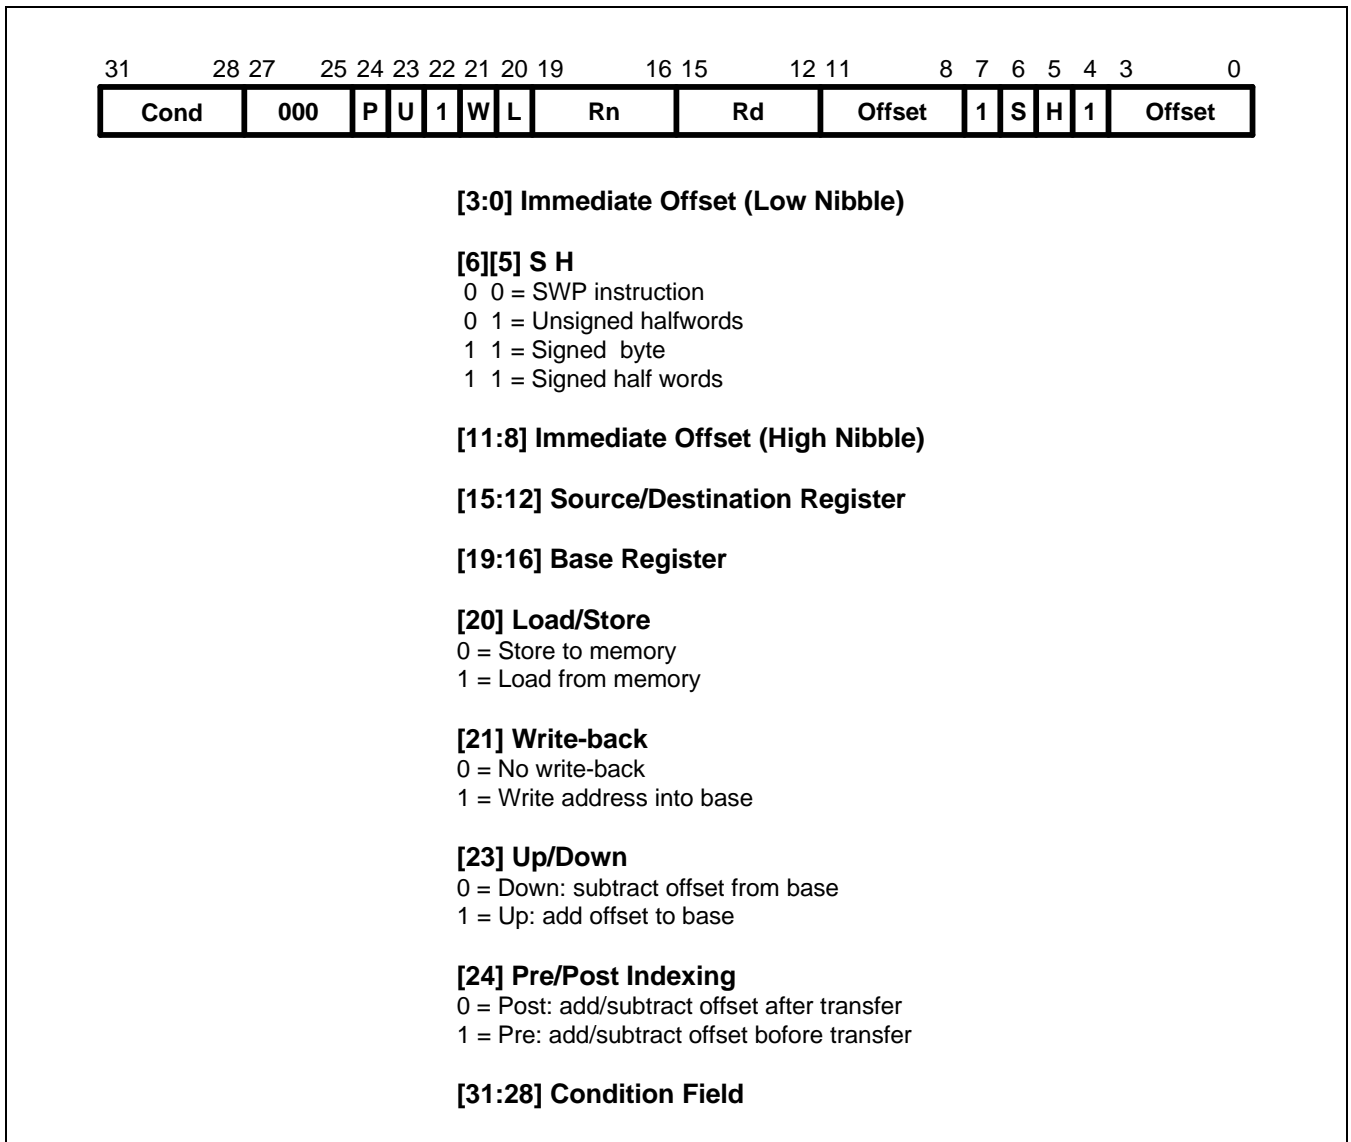 31 28 27 25 24 23 22 21 20 19 16 15 12 11 8 7 6 5 4 3 0
Cond 000 P U 1 W L Rn Rd Offset 1 S H 1 Offset
[3:0] Immediate Offset (Low Nibble)
[6][5] S H
0 0 = SWP instruction
0 1 = Unsigned halfwords
1 1 = Signed byte
1 1 = Signed half words
[11:8] Immediate Offset (High Nibble)
[15:12] Source/Destination Register
[19:16] Base Register
[20] Load/Store
0 = Store to memory
1 = Load from memory
[21] Write-back
0 = No write-back
1 = Write address into base
[23] Up/Down
0 = Down: subtract offset from base
1 = Up: add offset to base
[24] Pre/Post Indexing
0 = Post: add/subtract offset after transfer
1 = Pre: add/subtract offset bofore transfer
[31:28] Condition Field